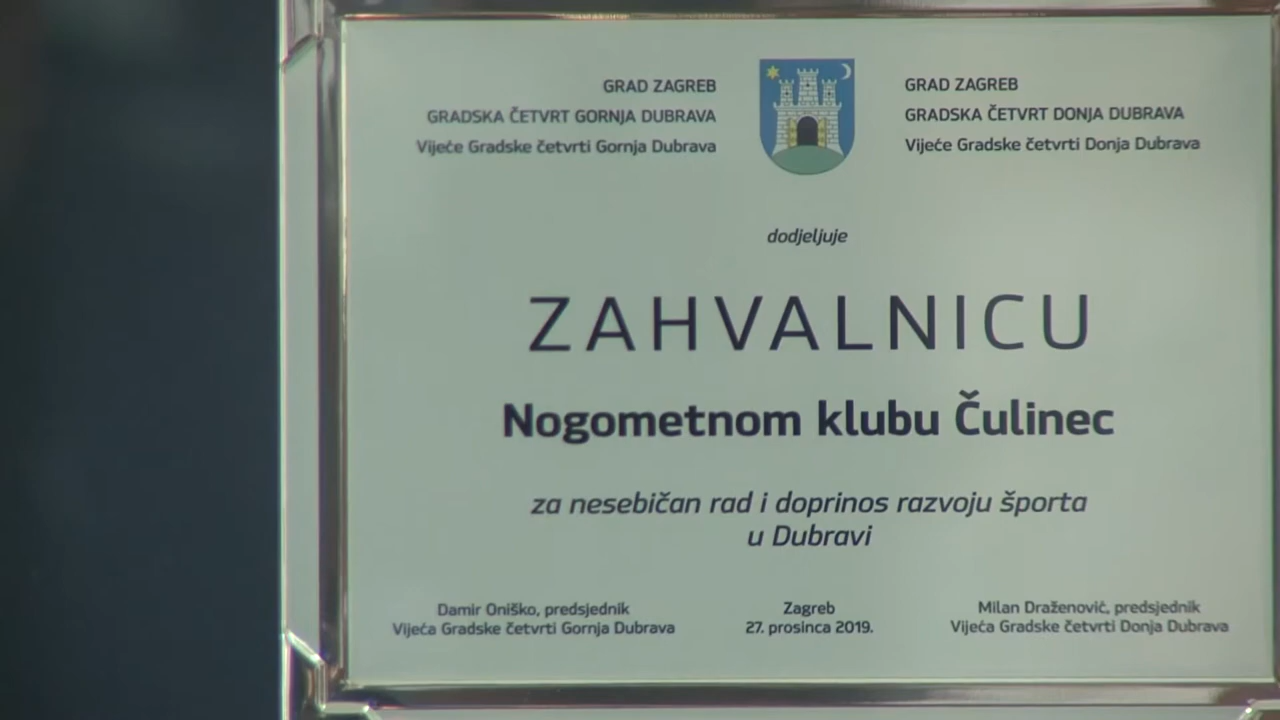 GRAD ZAGREB
GRADSKA ČETVRT GORNJA DUBRAVA
Vijeće Gradske četvrti Gornja Dubrava
GRAD ZAGREB
GRADSKA ČETVRT DONJA DUBRAVA
Vijeće Gradske četvrti Donja Dubrava
dodjeljuje
ZAHVALNICU
Nogometnom klubu Čulinec
za nesebičan rad i doprinos razvoju športa
u Dubravi
Damir Oniško, predsjednik
Vijeća Gradske četvrti Gornja Dubrava
Zagreb
27. prosinca 2019.
Milan Draženović, predsjednik
Vijeća Gradske četvrti Donja Dubrava